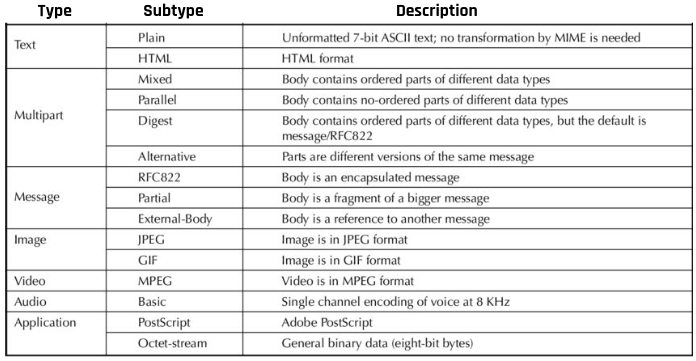 Type Subtype Description
Text Plain Unformatted 7-bit ASCII text; no transformation by MIME is needed
HTML HTML format
Multipart Mixed Body contains ordered parts of different data types
Parallel Body contains no-ordered parts of different data types
Digest Body contains ordered parts of different data types, but the default is
message/RFC822
Alternative Parts are different versions of the same message
Message RFC822 Body is an encapsulated message
Partial Body is a fragment of a bigger message
External-Body Body is a reference to another message
Image JPEG Image is in JPEG format
GIF Image is in GIF format
Video MPEG Video is in MPEG format
Audio Basic Single channel encoding of voice at 8 KHz
Application PostScript Adobe PostScript
Octet-stream General binary data (eight-bit bytes)